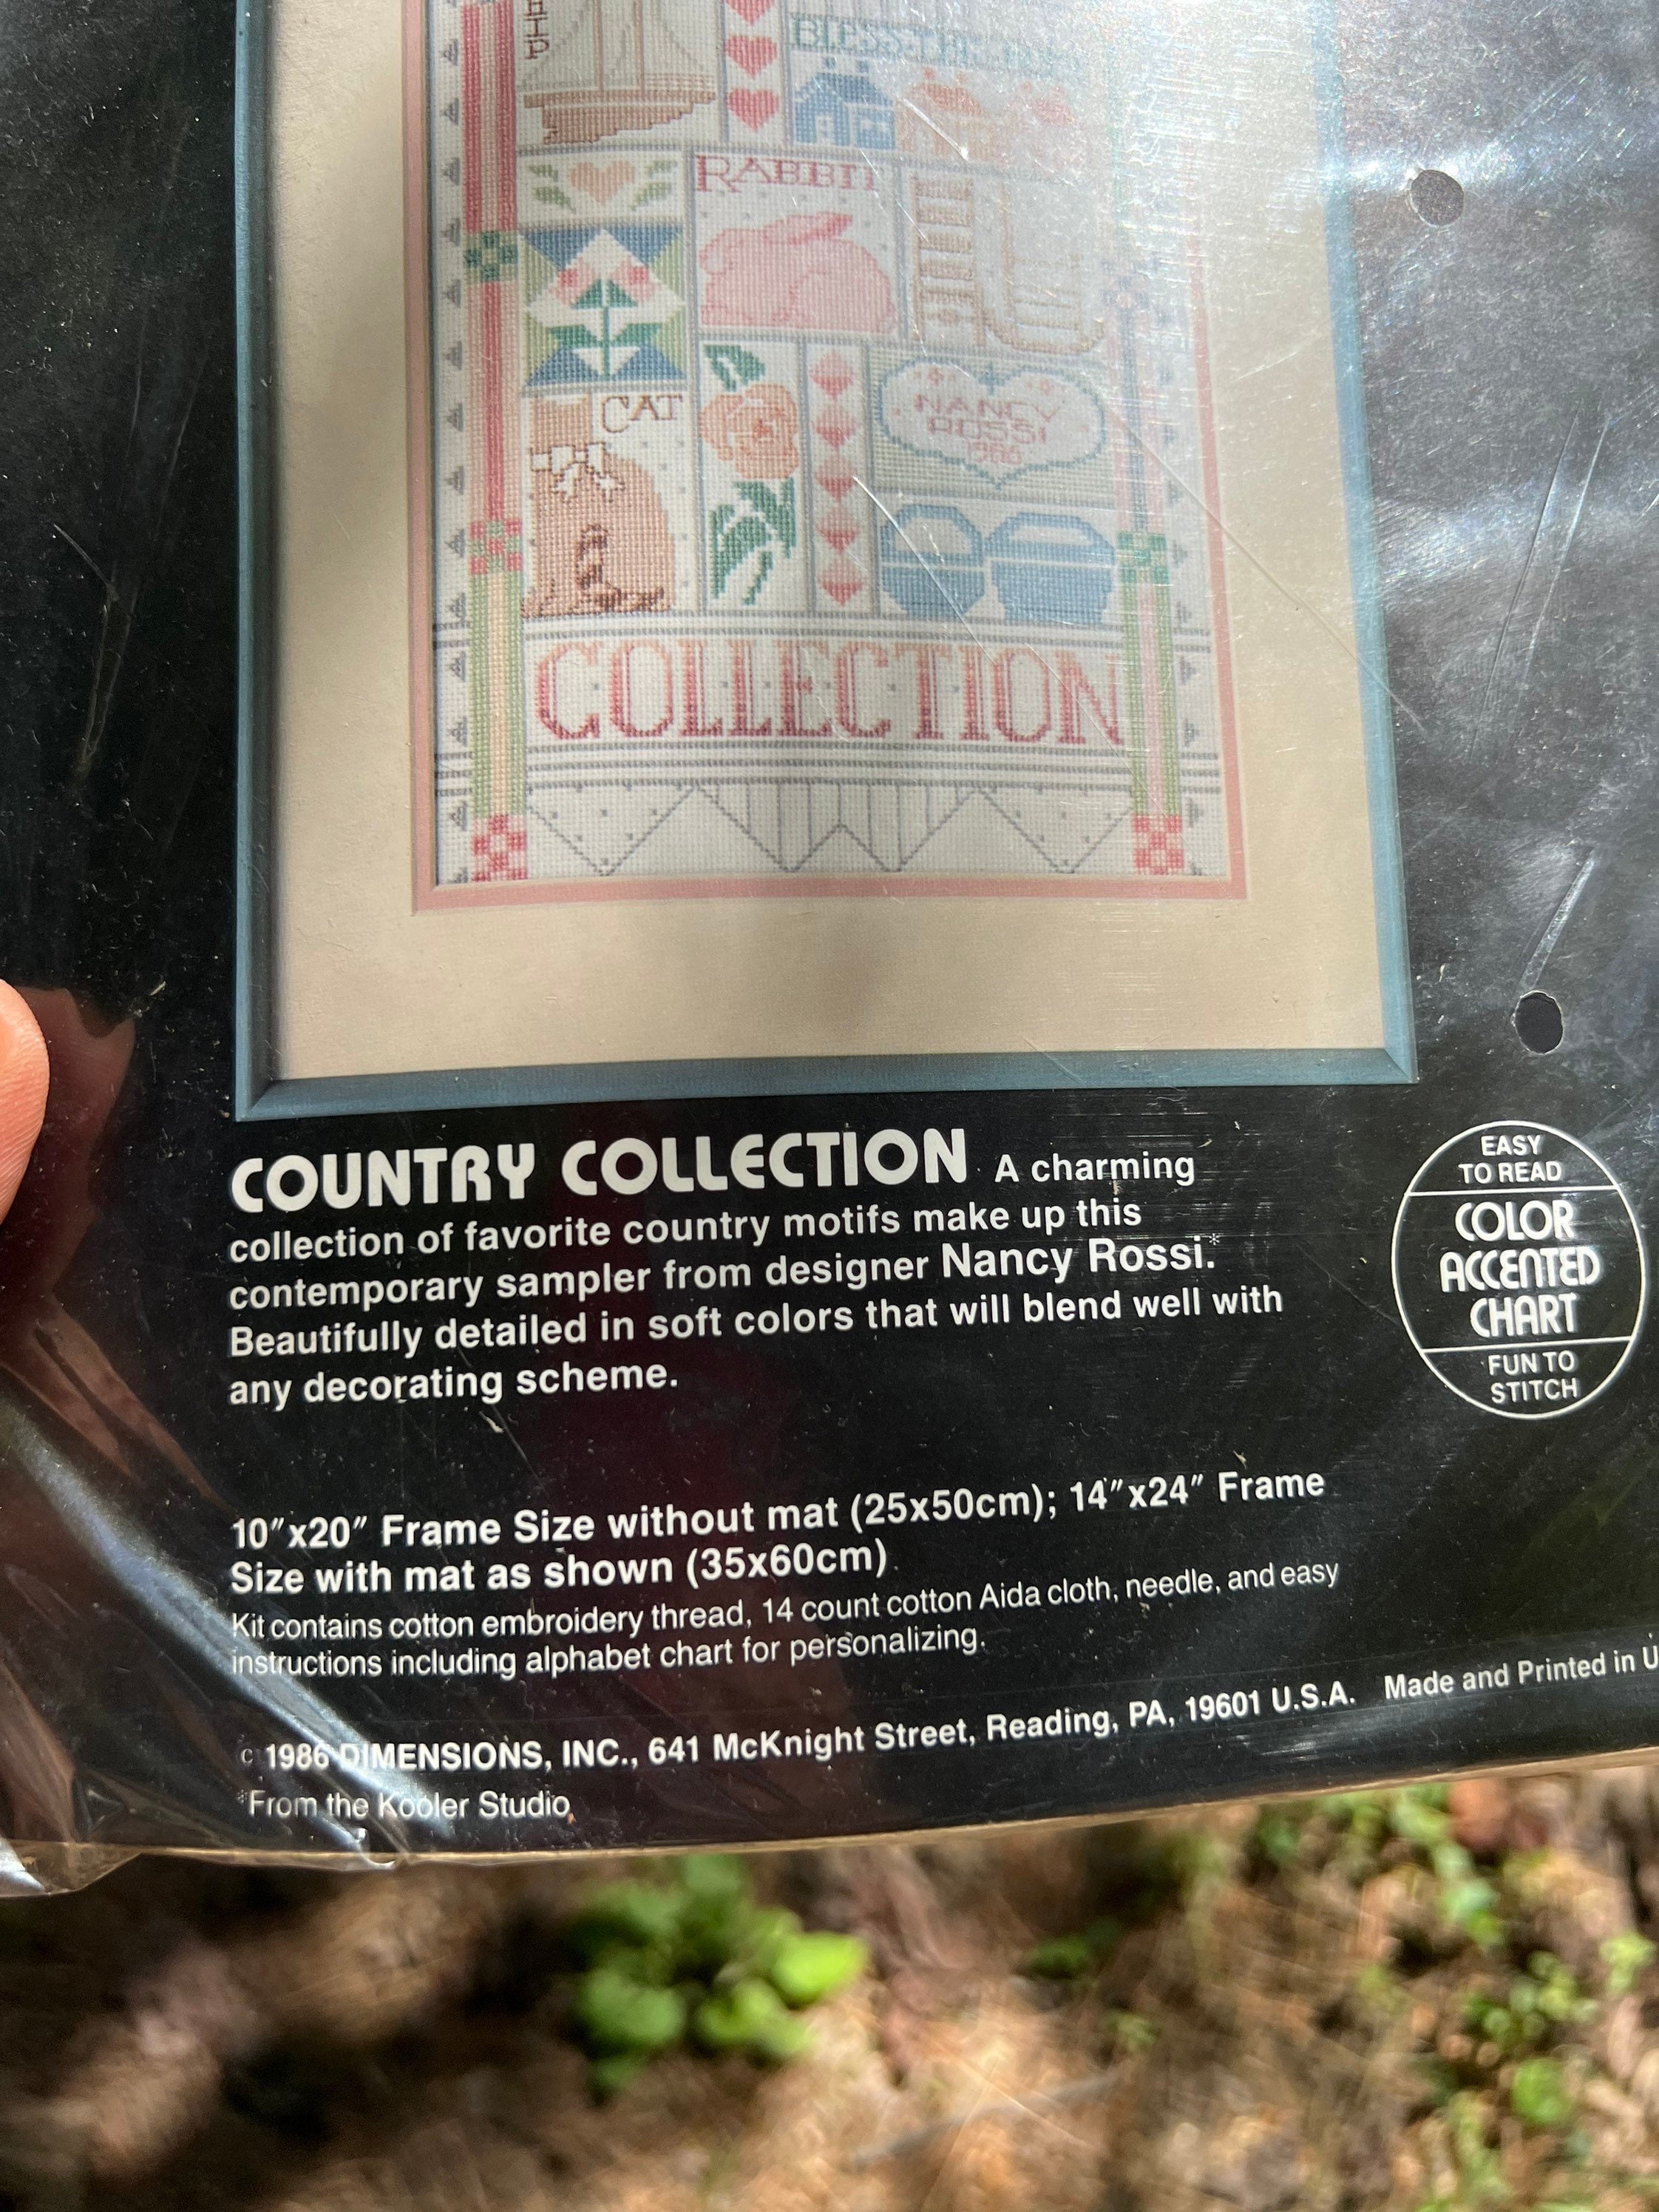 HIP
BLESS THIS
RABBIT
CAT
NANCY
ROSSI
1986
COLLECTION
COUNTRY COLLECTION A charming
collection of favorite country motifs make up this
contemporary sampler from designer Nancy Rossi.*
Beautifully detailed in soft colors that will blend well with
any decorating scheme.
EASY
TO READ
COLOR
ACCENTED
CHART
FUN TO
STITCH
10"x20" Frame Size without mat (25x50cm); 14"x24" Frame
Size with mat as shown (35x60cm)
Kit contains cotton embroidery thread, 14 count cotton Aida cloth, needle, and easy
instructions including alphabet chart for personalizing.
© 1986 DIMENSIONS, INC., 641 McKnight Street, Reading, PA, 19601 U.S.A. Made and Printed in U
*From the Kooler Studio